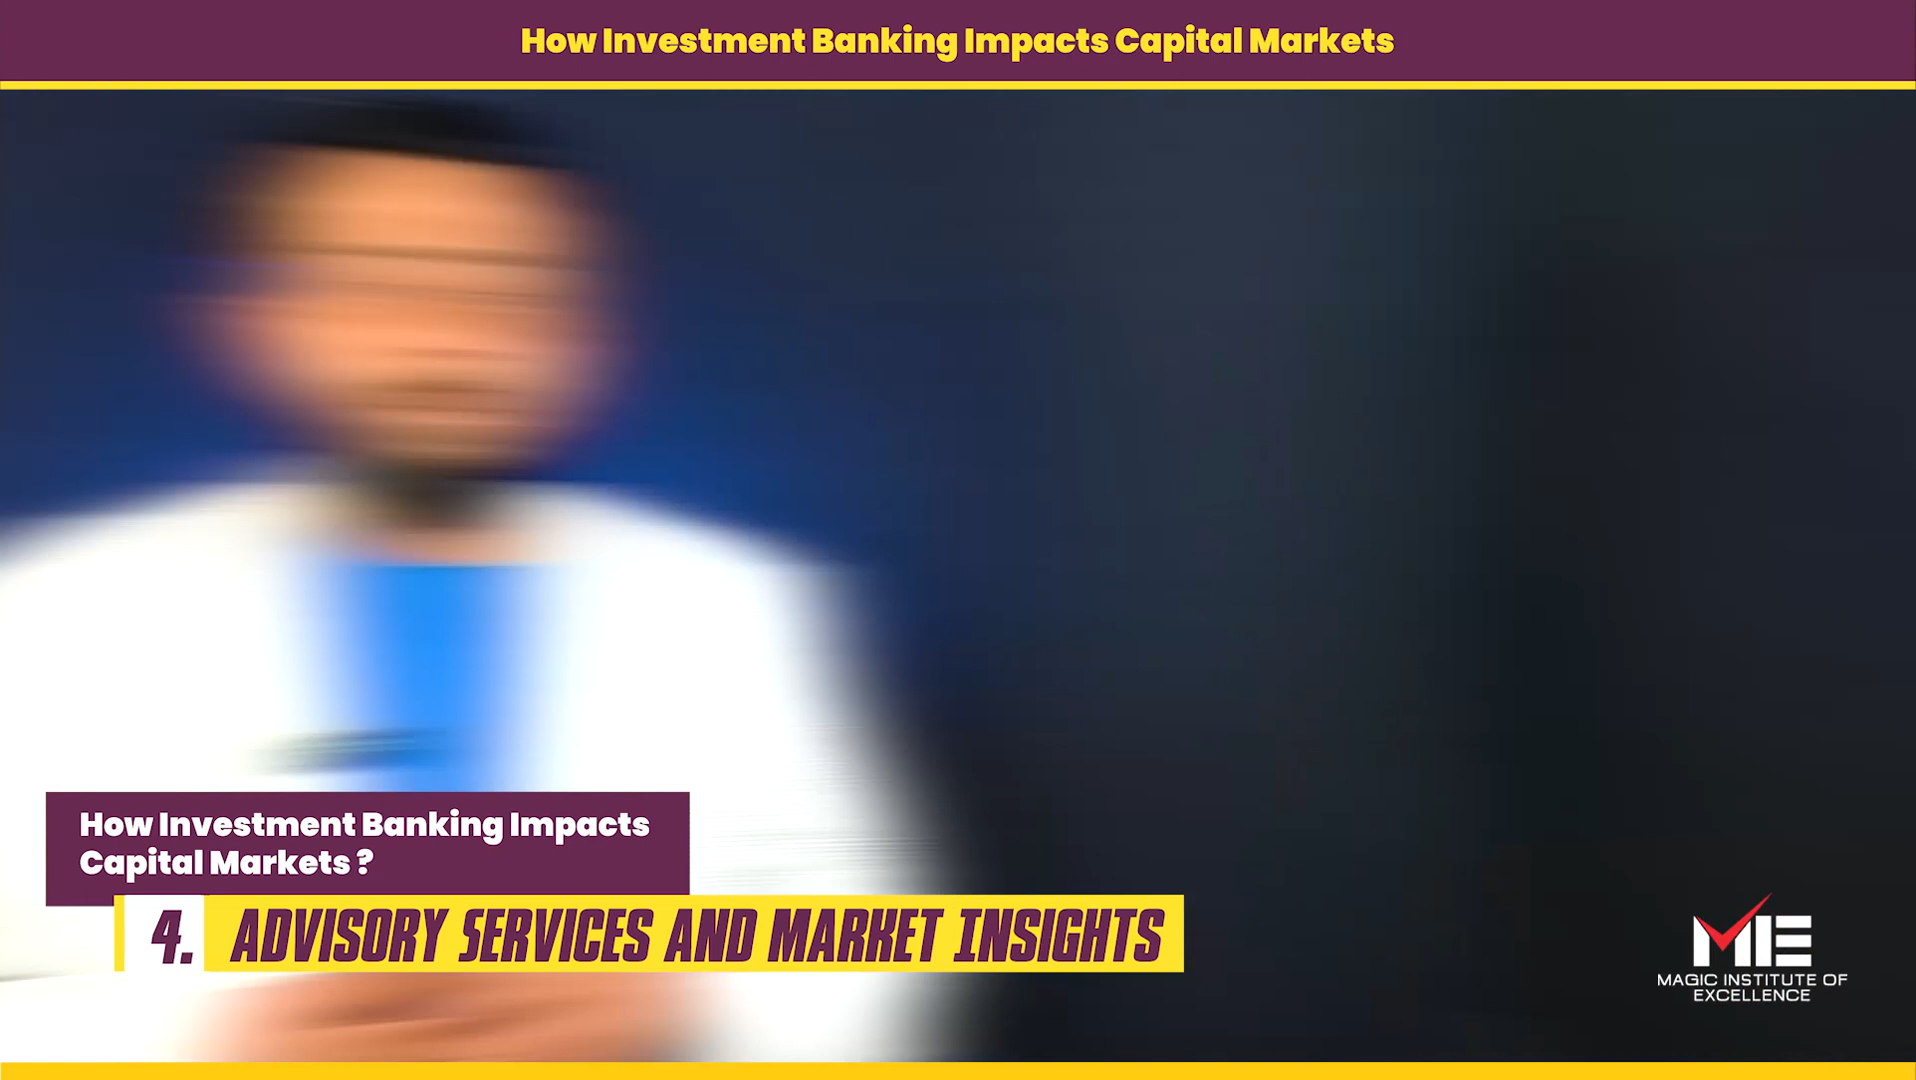 How Investment Banking Impacts Capital Markets
How Investment Banking Impacts
Capital Markets ?
4. ADVISORY SERVICES AND MARKET INSIGHTS
MIE
MAGIC INSTITUTE OF
EXCELLENCE